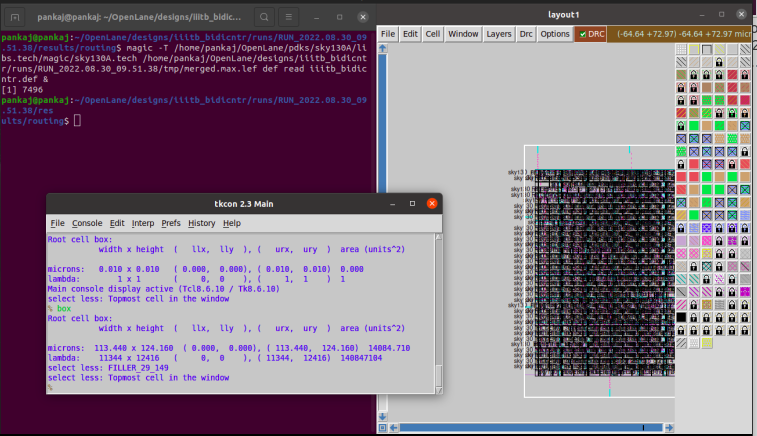 pankaj@pankaj: ~/OpenLane/designs/iiitb_bidic...
pankaj@pankaj:~/OpenLane/designs/iiitb_bidicntr/runs/RUN_2022.08.30_09
.51.38/results/routing$ magic -T /home/pankaj/OpenLane/pdks/sky130A/li
bs.tech/magic/sky130A.tech /home/pankaj/OpenLane/designs/iiitb_bidicnt
r/runs/RUN_2022.08.30_09.51.38/tmp/merged.max.lef def read iiitb_bidic
ntr.def &
[1] 7496
pankaj@pankaj:~/OpenLane/designs/iiitb_bidicntr/runs/RUN_2022.08.30_09
.51.38/res
ults/routing$
layout1
File Edit Cell Window Layers Drc Options DRC (-64.64 +72.97) -64.64 +72.97 micr
tkcon 2.3 Main
File Console Edit Interp Prefs History Help
Root cell box:
width x height ( llx, lly ), ( urx, ury ) area (units^2)
microns: 0.010 x 0.010 ( 0.000, 0.000), ( 0.010, 0.010) 0.000
lambda: 1 x 1 ( 0, 0 ), ( 1, 1 ) 1
Main console display active (Tcl8.6.10 / Tk8.6.10)
select less: Topmost cell in the window
% box
Root cell box:
width x height ( llx, lly ), ( urx, ury ) area (units^2)
microns: 113.440 x 124.160 ( 0.000, 0.000), ( 113.440, 124.160) 14084.710
lambda: 11344 x 12416 ( 0, 0 ), ( 11344, 12416) 140847104
select less: FILLER_29_149
select less: Topmost cell in the window
%